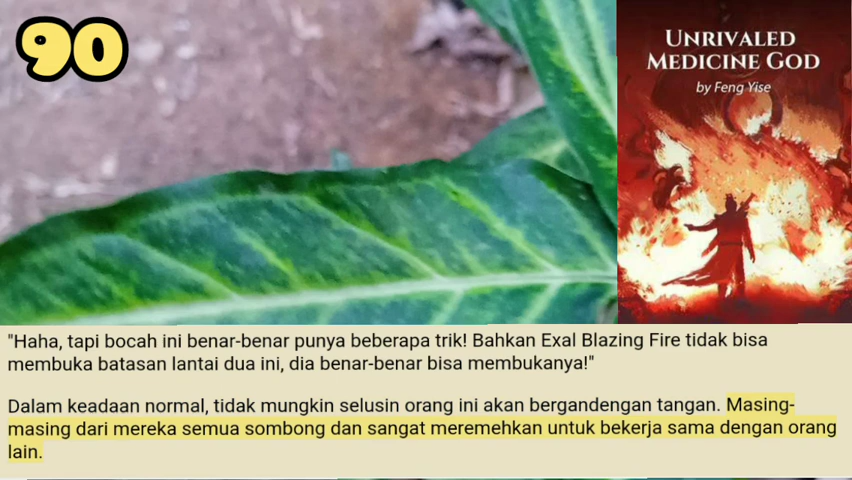 90
UNRIVALED
MEDICINE GOD
by Feng Yise
"Haha, tapi bocah ini benar-benar punya beberapa trik! Bahkan Exal Blazing Fire tidak bisa
membuka batasan lantai dua ini, dia benar-benar bisa membukanya!"
Dalam keadaan normal, tidak mungkin selusin orang ini akan bergandengan tangan. Masing-
masing dari mereka semua sombong dan sangat meremehkan untuk bekerja sama dengan orang
lain.